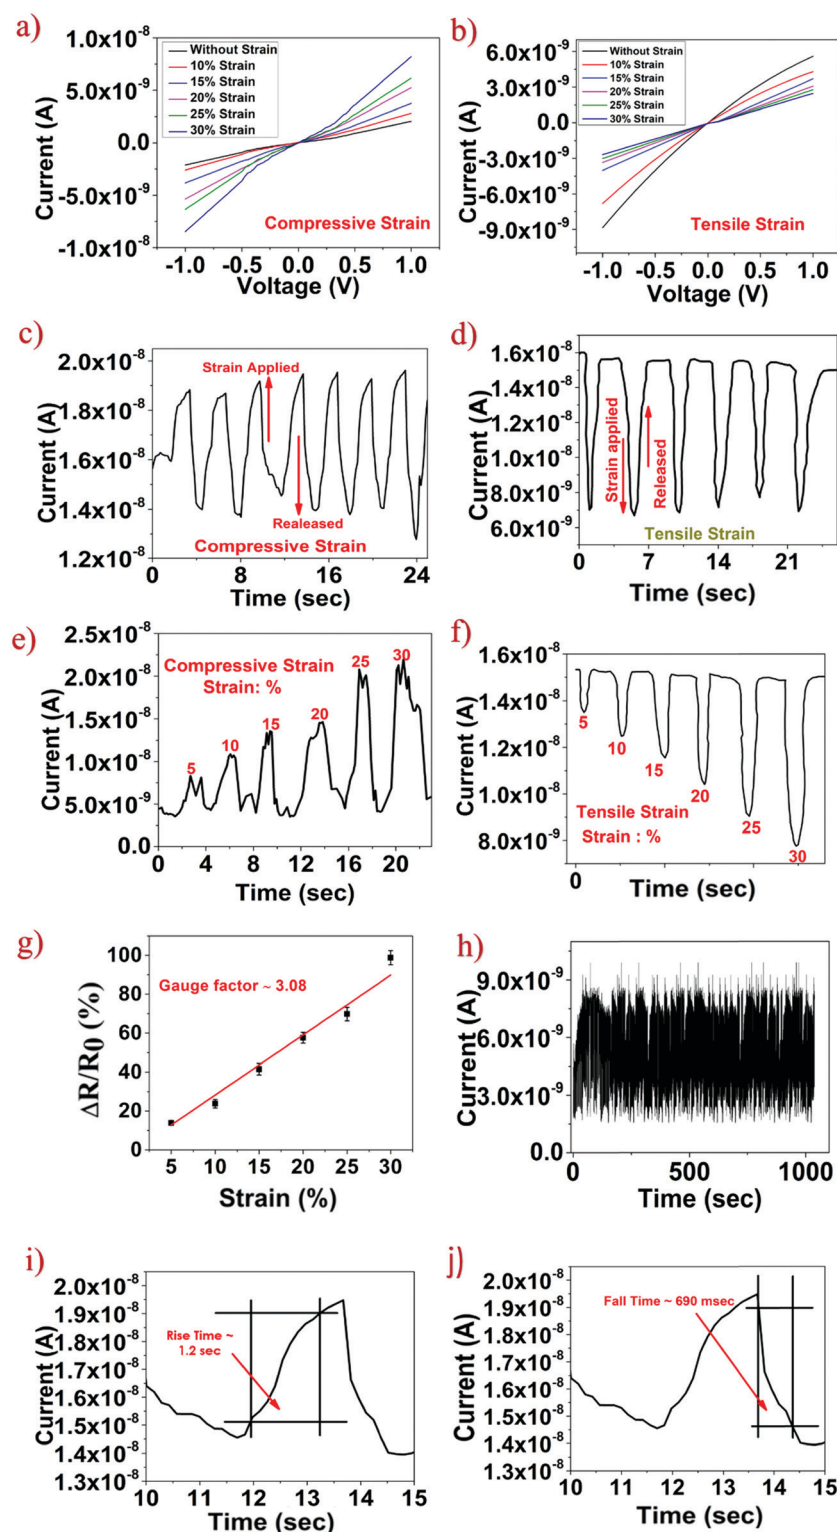 a)
1.0x10-8
5.0x10-9
0.0
-5.0x10-9
-1.0x10-8
Current (A)
Without Strain
10% Strain
15% Strain
20% Strain
25% Strain
30% Strain
Compressive Strain
-1.0 -0.5 0.0 0.5 1.0
Voltage (V)
b)
6.0x10-9
3.0x10-9
0.0
-3.0x10-9
-6.0x10-9
-9.0x10-9
Current (A)
Without Strain
10% Strain
15% Strain
20% Strain
25% Strain
30% Strain
Tensile Strain
-1.0 -0.5 0.0 0.5 1.0
Voltage (V)
c)
2.0x10-8
1.8x10-8
1.6x10-8
1.4x10-8
1.2x10-8
Current (A)
Strain Applied
Realeased
Compressive Strain
0 8 16 24
Time (sec)
d)
1.6x10-8
1.4x10-8
1.2x10-8
1.0x10-8
8.0x10-9
6.0x10-9
Current (A)
Strain applied
Released
Tensile Strain
0 7 14 21
Time (sec)
e)
2.5x10-8
2.0x10-8
1.5x10-8
1.0x10-8
5.0x10-9
0.0
Current (A)
Compressive Strain
Strain: %
5
10
15
20
25
30
0 4 8 12 16 20
Time (sec)
f)
1.6x10-8
1.4x10-8
1.2x10-8
1.0x10-8
8.0x10-9
Current (A)
5
10
15
20
25
30
Tensile Strain
Strain : %
0 10 20
Time (sec)
g)
100
80
60
40
20
0
ΔR/R0 (%)
Gauge factor ~ 3.08
5 10 15 20 25 30
Strain (%)
h)
9.0x10-9
6.0x10-9
3.0x10-9
0.0
Current (A)
0 500 1000
Time (sec)
i)
2.0x10-8
1.9x10-8
1.8x10-8
1.6x10-8
1.5x10-8
1.4x10-8
1.3x10-8
Current (A)
Rise Time ~
1.2 sec
10 11 12 13 14 15
Time (sec)
j)
2.0x10-8
1.9x10-8
1.8x10-8
1.6x10-8
1.5x10-8
1.4x10-8
1.3x10-8
Current (A)
Fall Time ~ 690 msec
10 11 12 13 14 15
Time (sec)